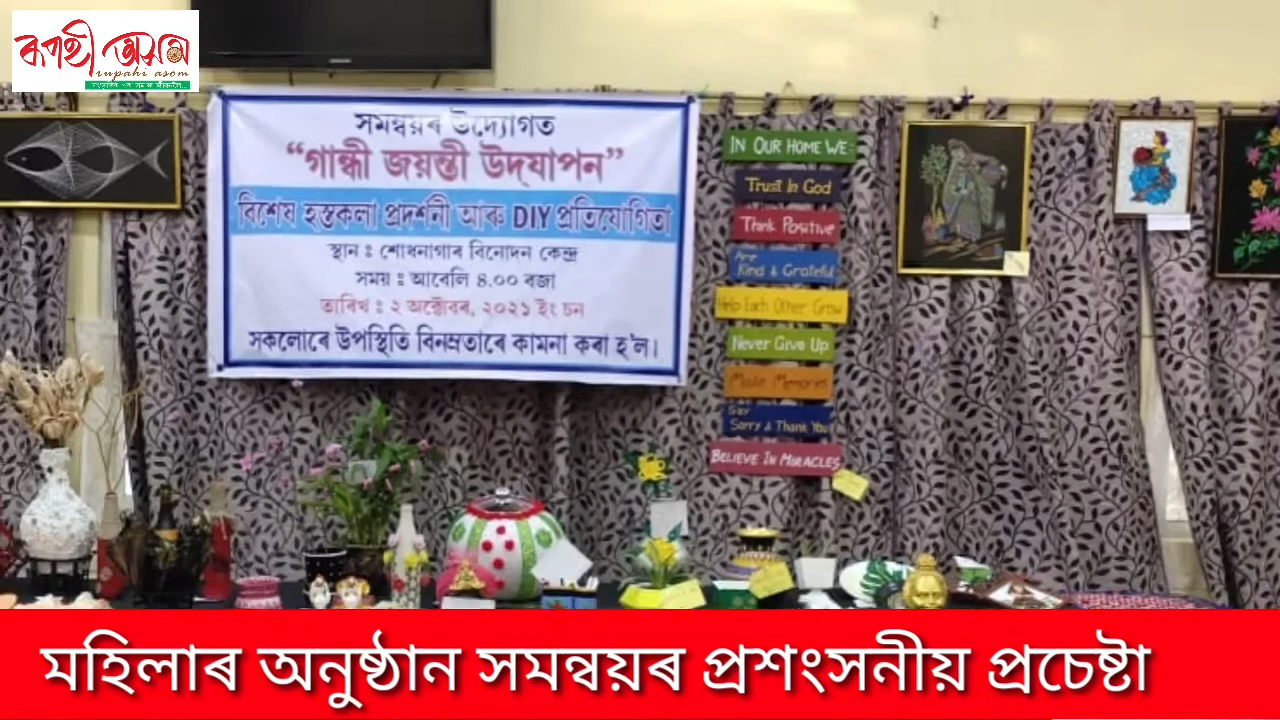 ৰূপহী অসম
rupahi asom
সমন্বয়ৰ উদ্যোগত
“গান্ধী জয়ন্তী উদ্‌যাপন”
বিশেষ হস্তকলা প্ৰদৰ্শনী আৰু DIY প্ৰতিযোগিতা
স্থান ঃ শোধনাগাৰ বিনোদন কেন্দ্ৰ
সময় ঃ আবেলি ৪.০০ বজা
তাৰিখ ঃ ২ অক্টোবৰ, ২০২১ ইং চন
সকলোৰে উপস্থিতি বিনম্ৰতাৰে কামনা কৰা হ'ল।
IN OUR HOME WE:
Trust In God
Think Positive
Are
Kind & Grateful
Help Each Other Grow
Never Give Up
Make Memories
Say
Sorry & Thank You
BELIEVE IN MIRACLES
মহিলাৰ অনুষ্ঠান সমন্বয়ৰ প্ৰশংসনীয় প্ৰচেষ্টা